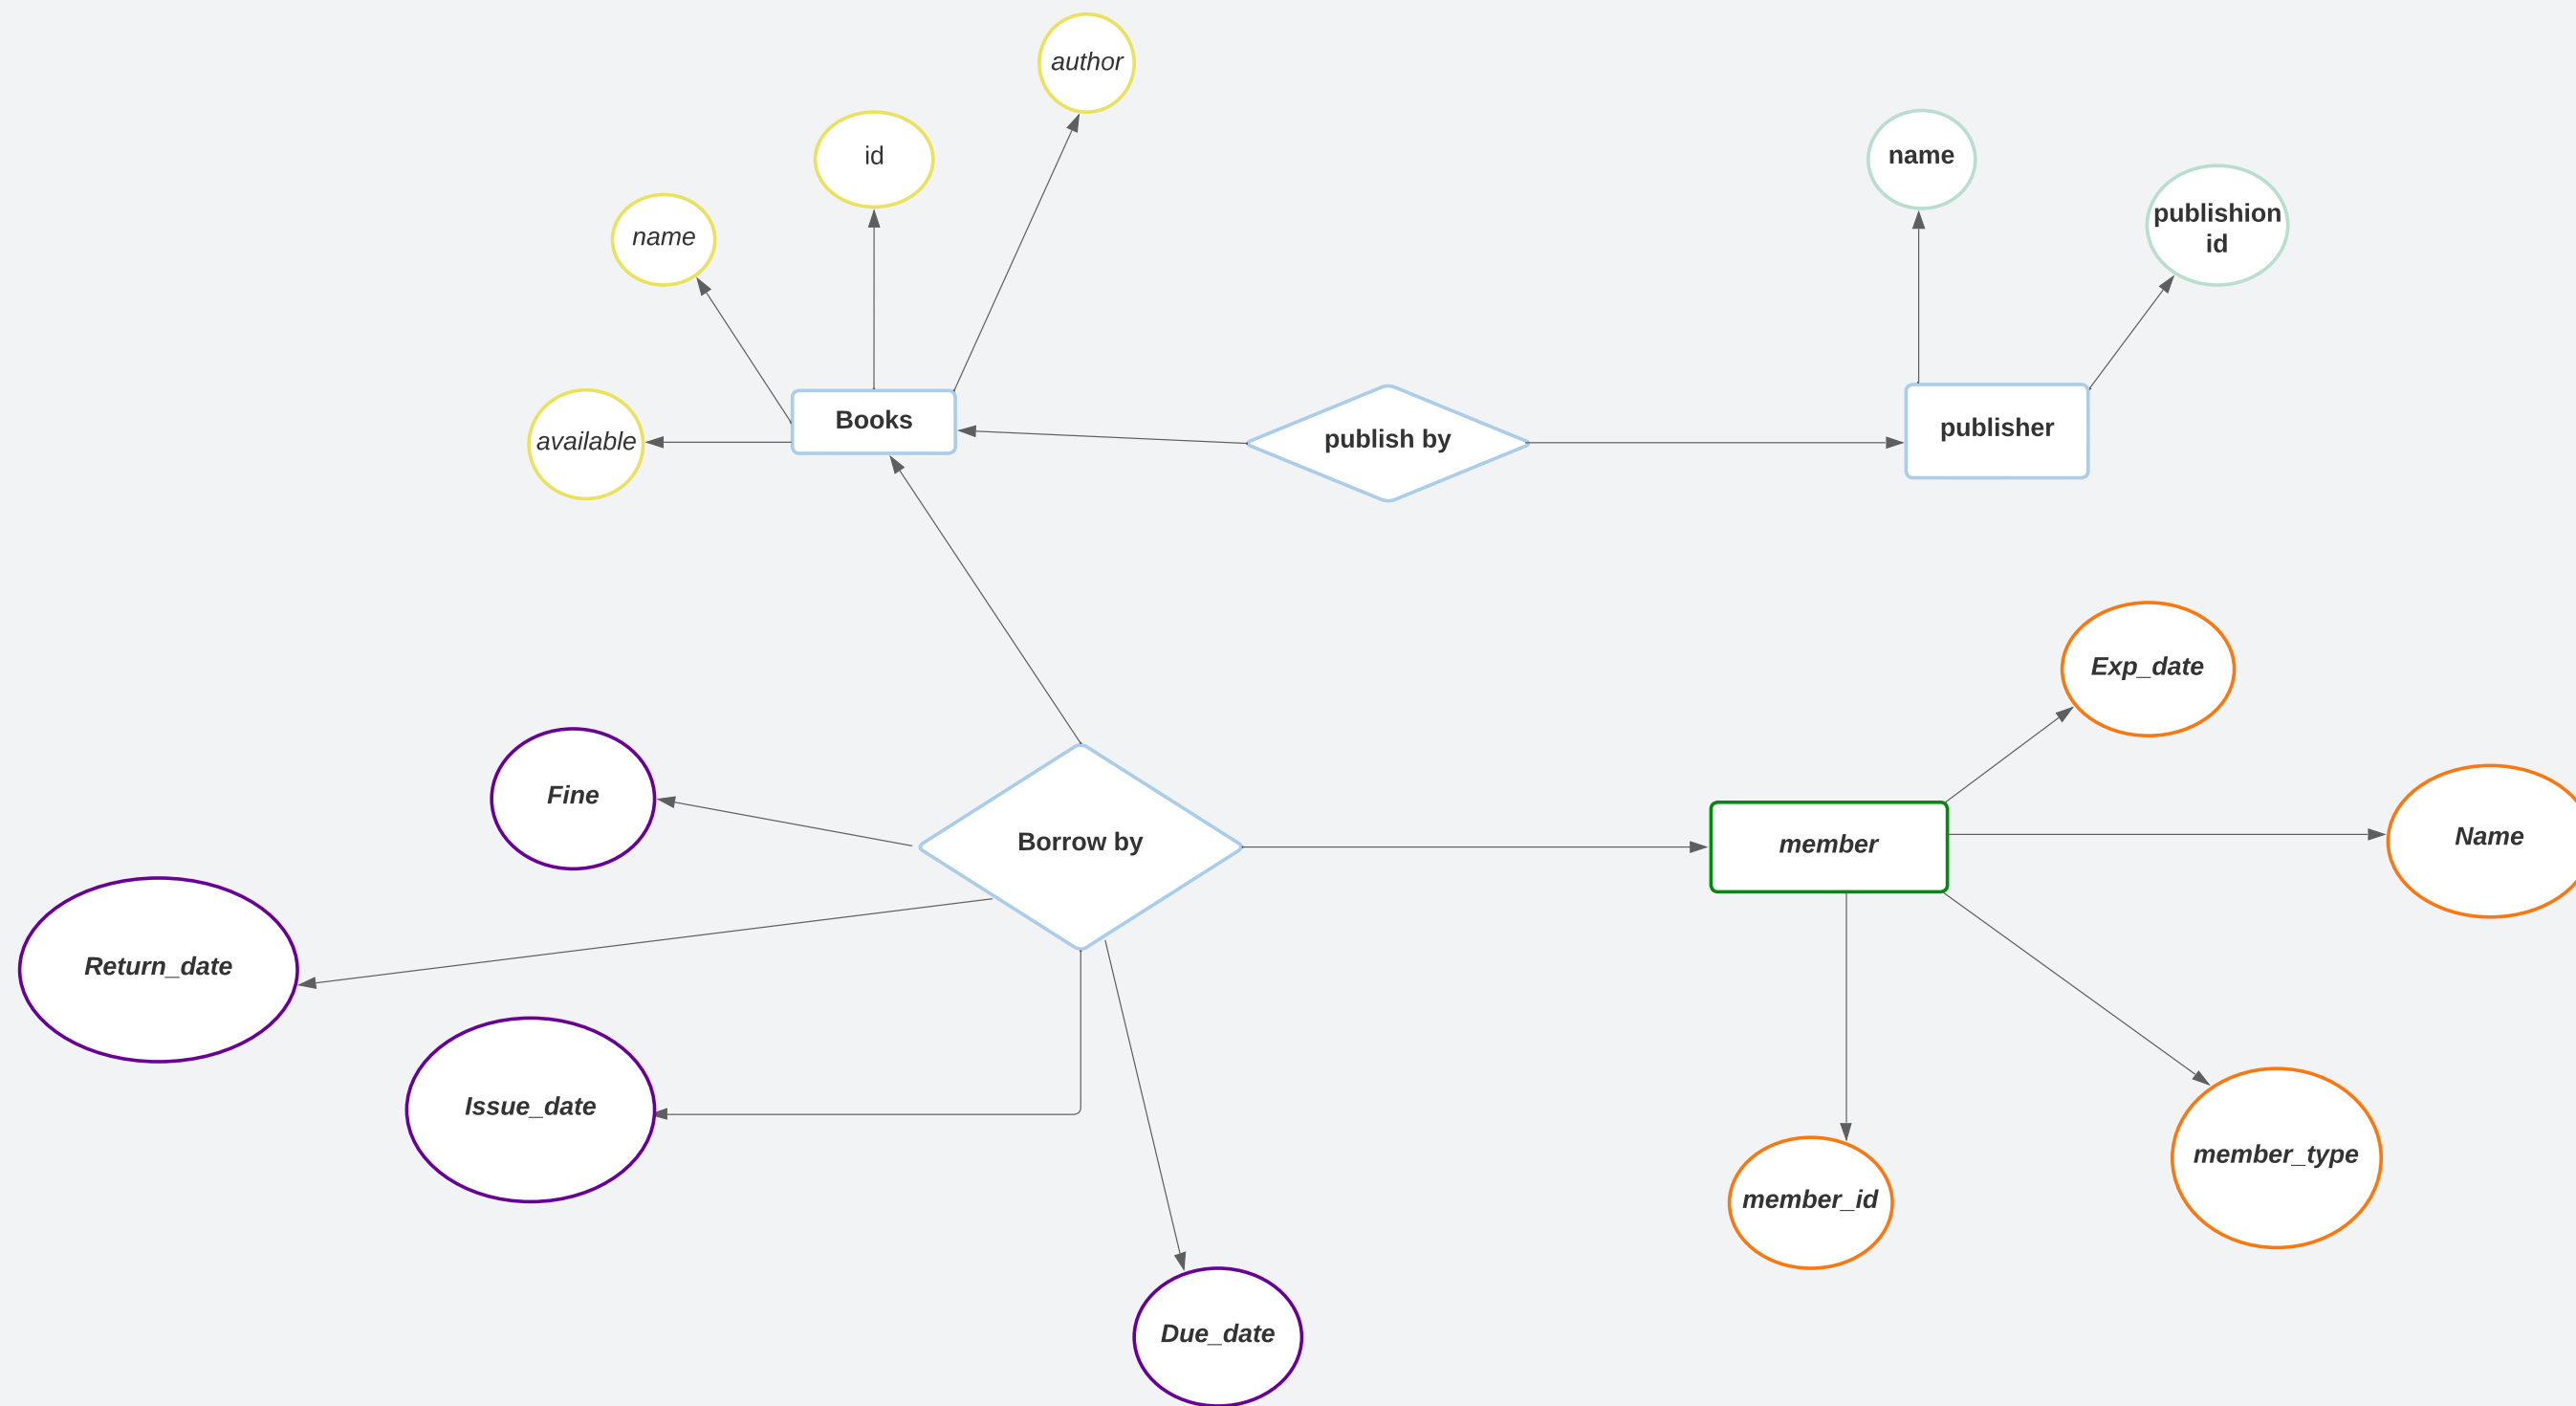 author
id
name
name
publishion
id
Books
publish by
publisher
available
Exp_date
Fine
Borrow by
member
Name
Return_date
Issue_date
member_type
member_id
Due_date